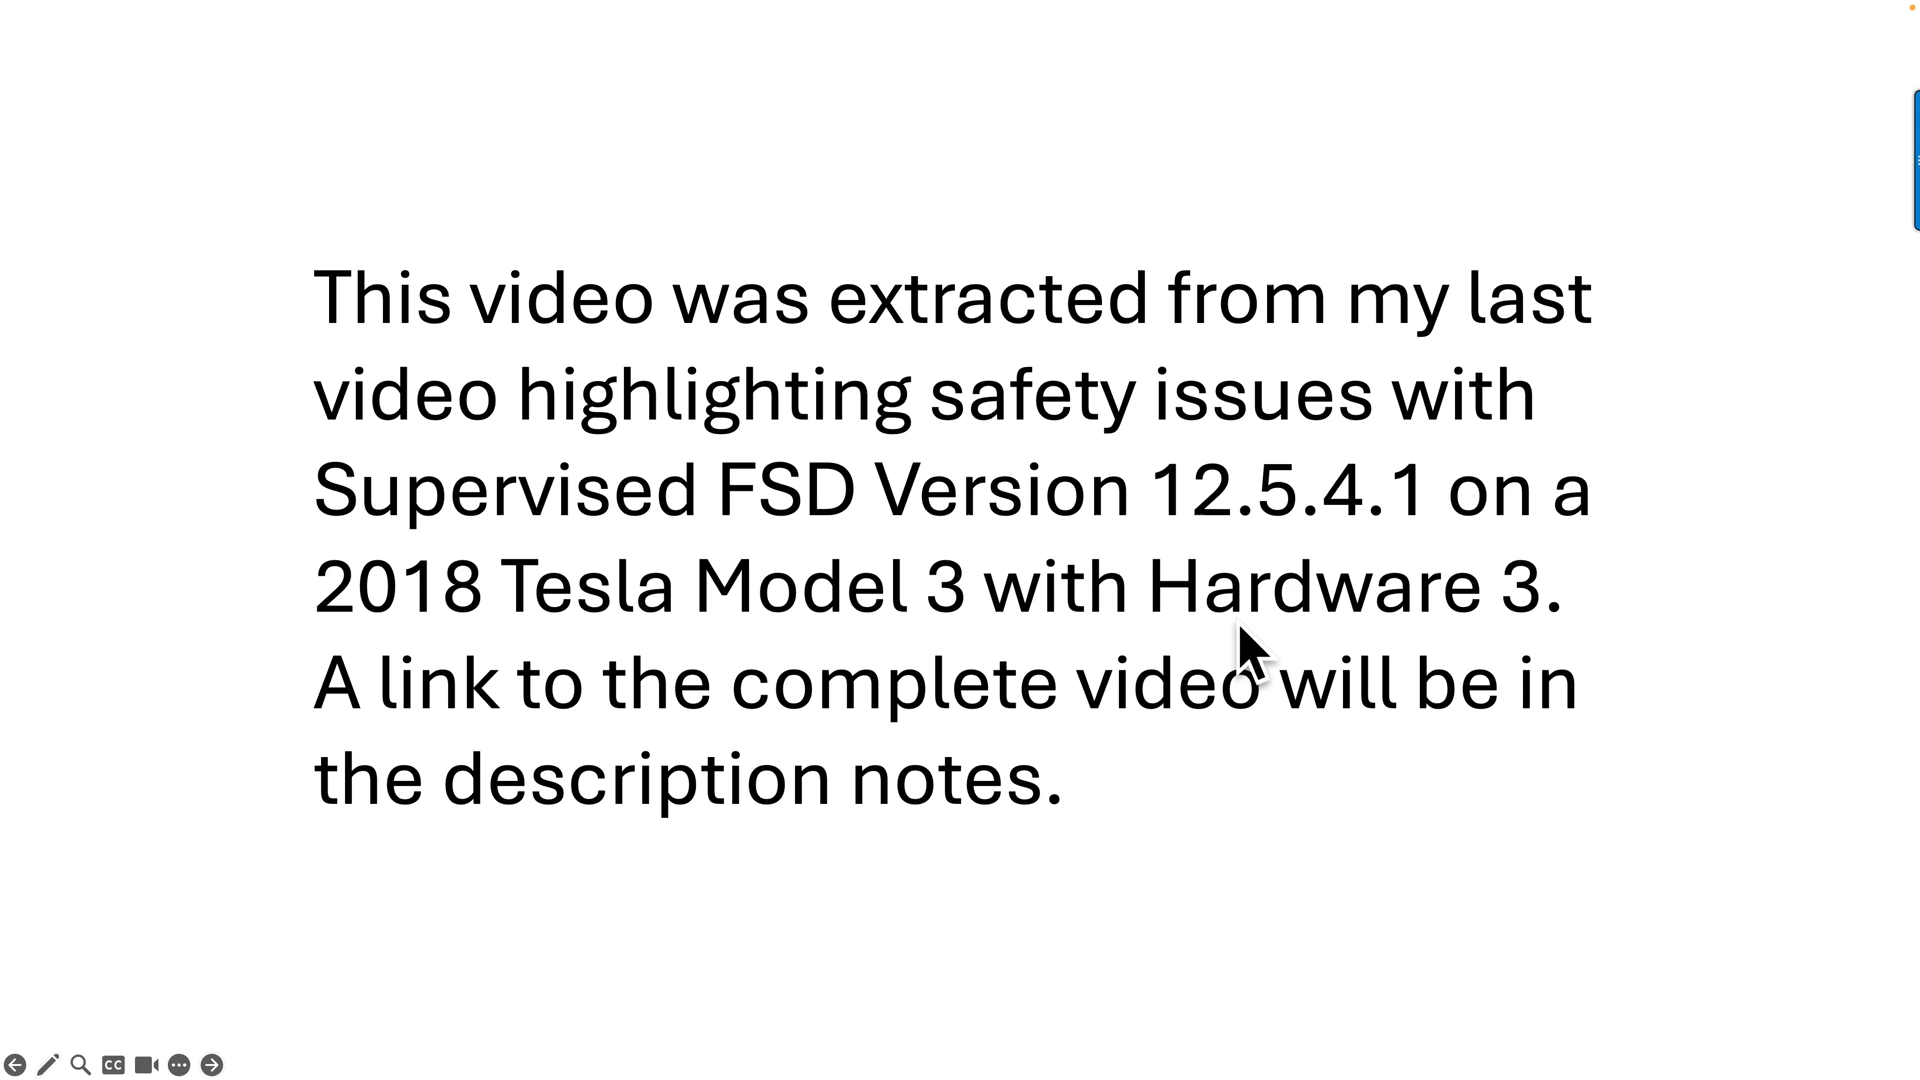 This video was extracted from my last
video highlighting safety issues with
Supervised FSD Version 12.5.4.1 on a
2018 Tesla Model 3 with Hardware 3.
A link to the complete video will be in
the description notes.
CC